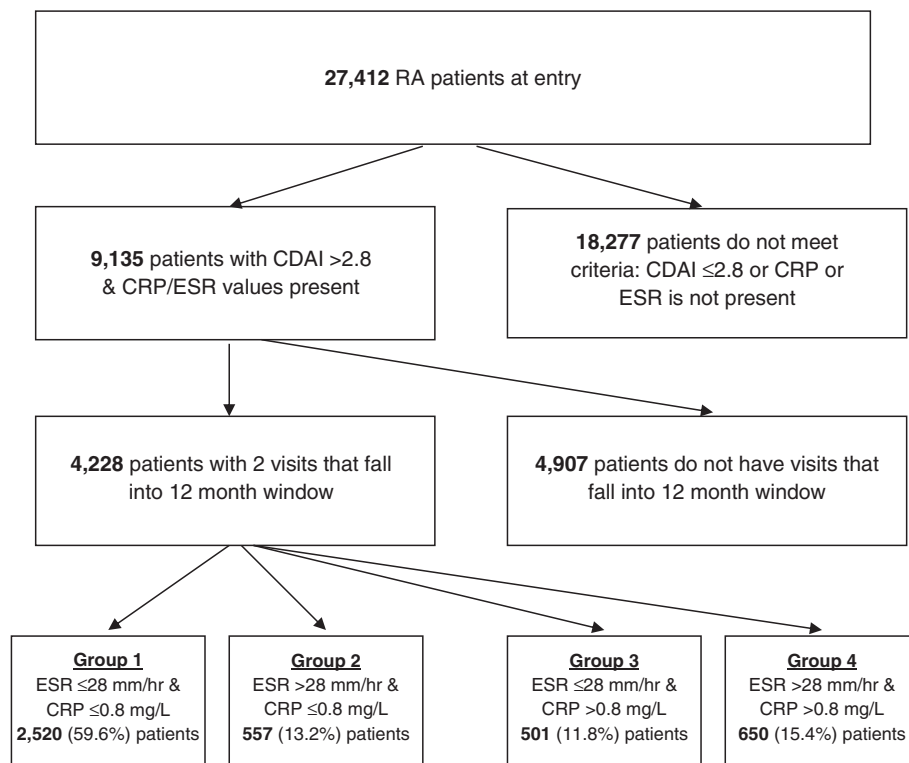 27,412 RA patients at entry
9,135 patients with CDAI >2.8
& CRP/ESR values present
18,277 patients do not meet
criteria: CDAI ≤2.8 or CRP or
ESR is not present
4,228 patients with 2 visits that fall
into 12 month window
4,907 patients do not have visits that
fall into 12 month window
Group 1
ESR ≤28 mm/hr &
CRP ≤0.8 mg/L
2,520 (59.6%) patients
Group 2
ESR >28 mm/hr &
CRP ≤0.8 mg/L
557 (13.2%) patients
Group 3
ESR ≤28 mm/hr &
CRP >0.8 mg/L
501 (11.8%) patients
Group 4
ESR >28 mm/hr &
CRP >0.8 mg/L
650 (15.4%) patients